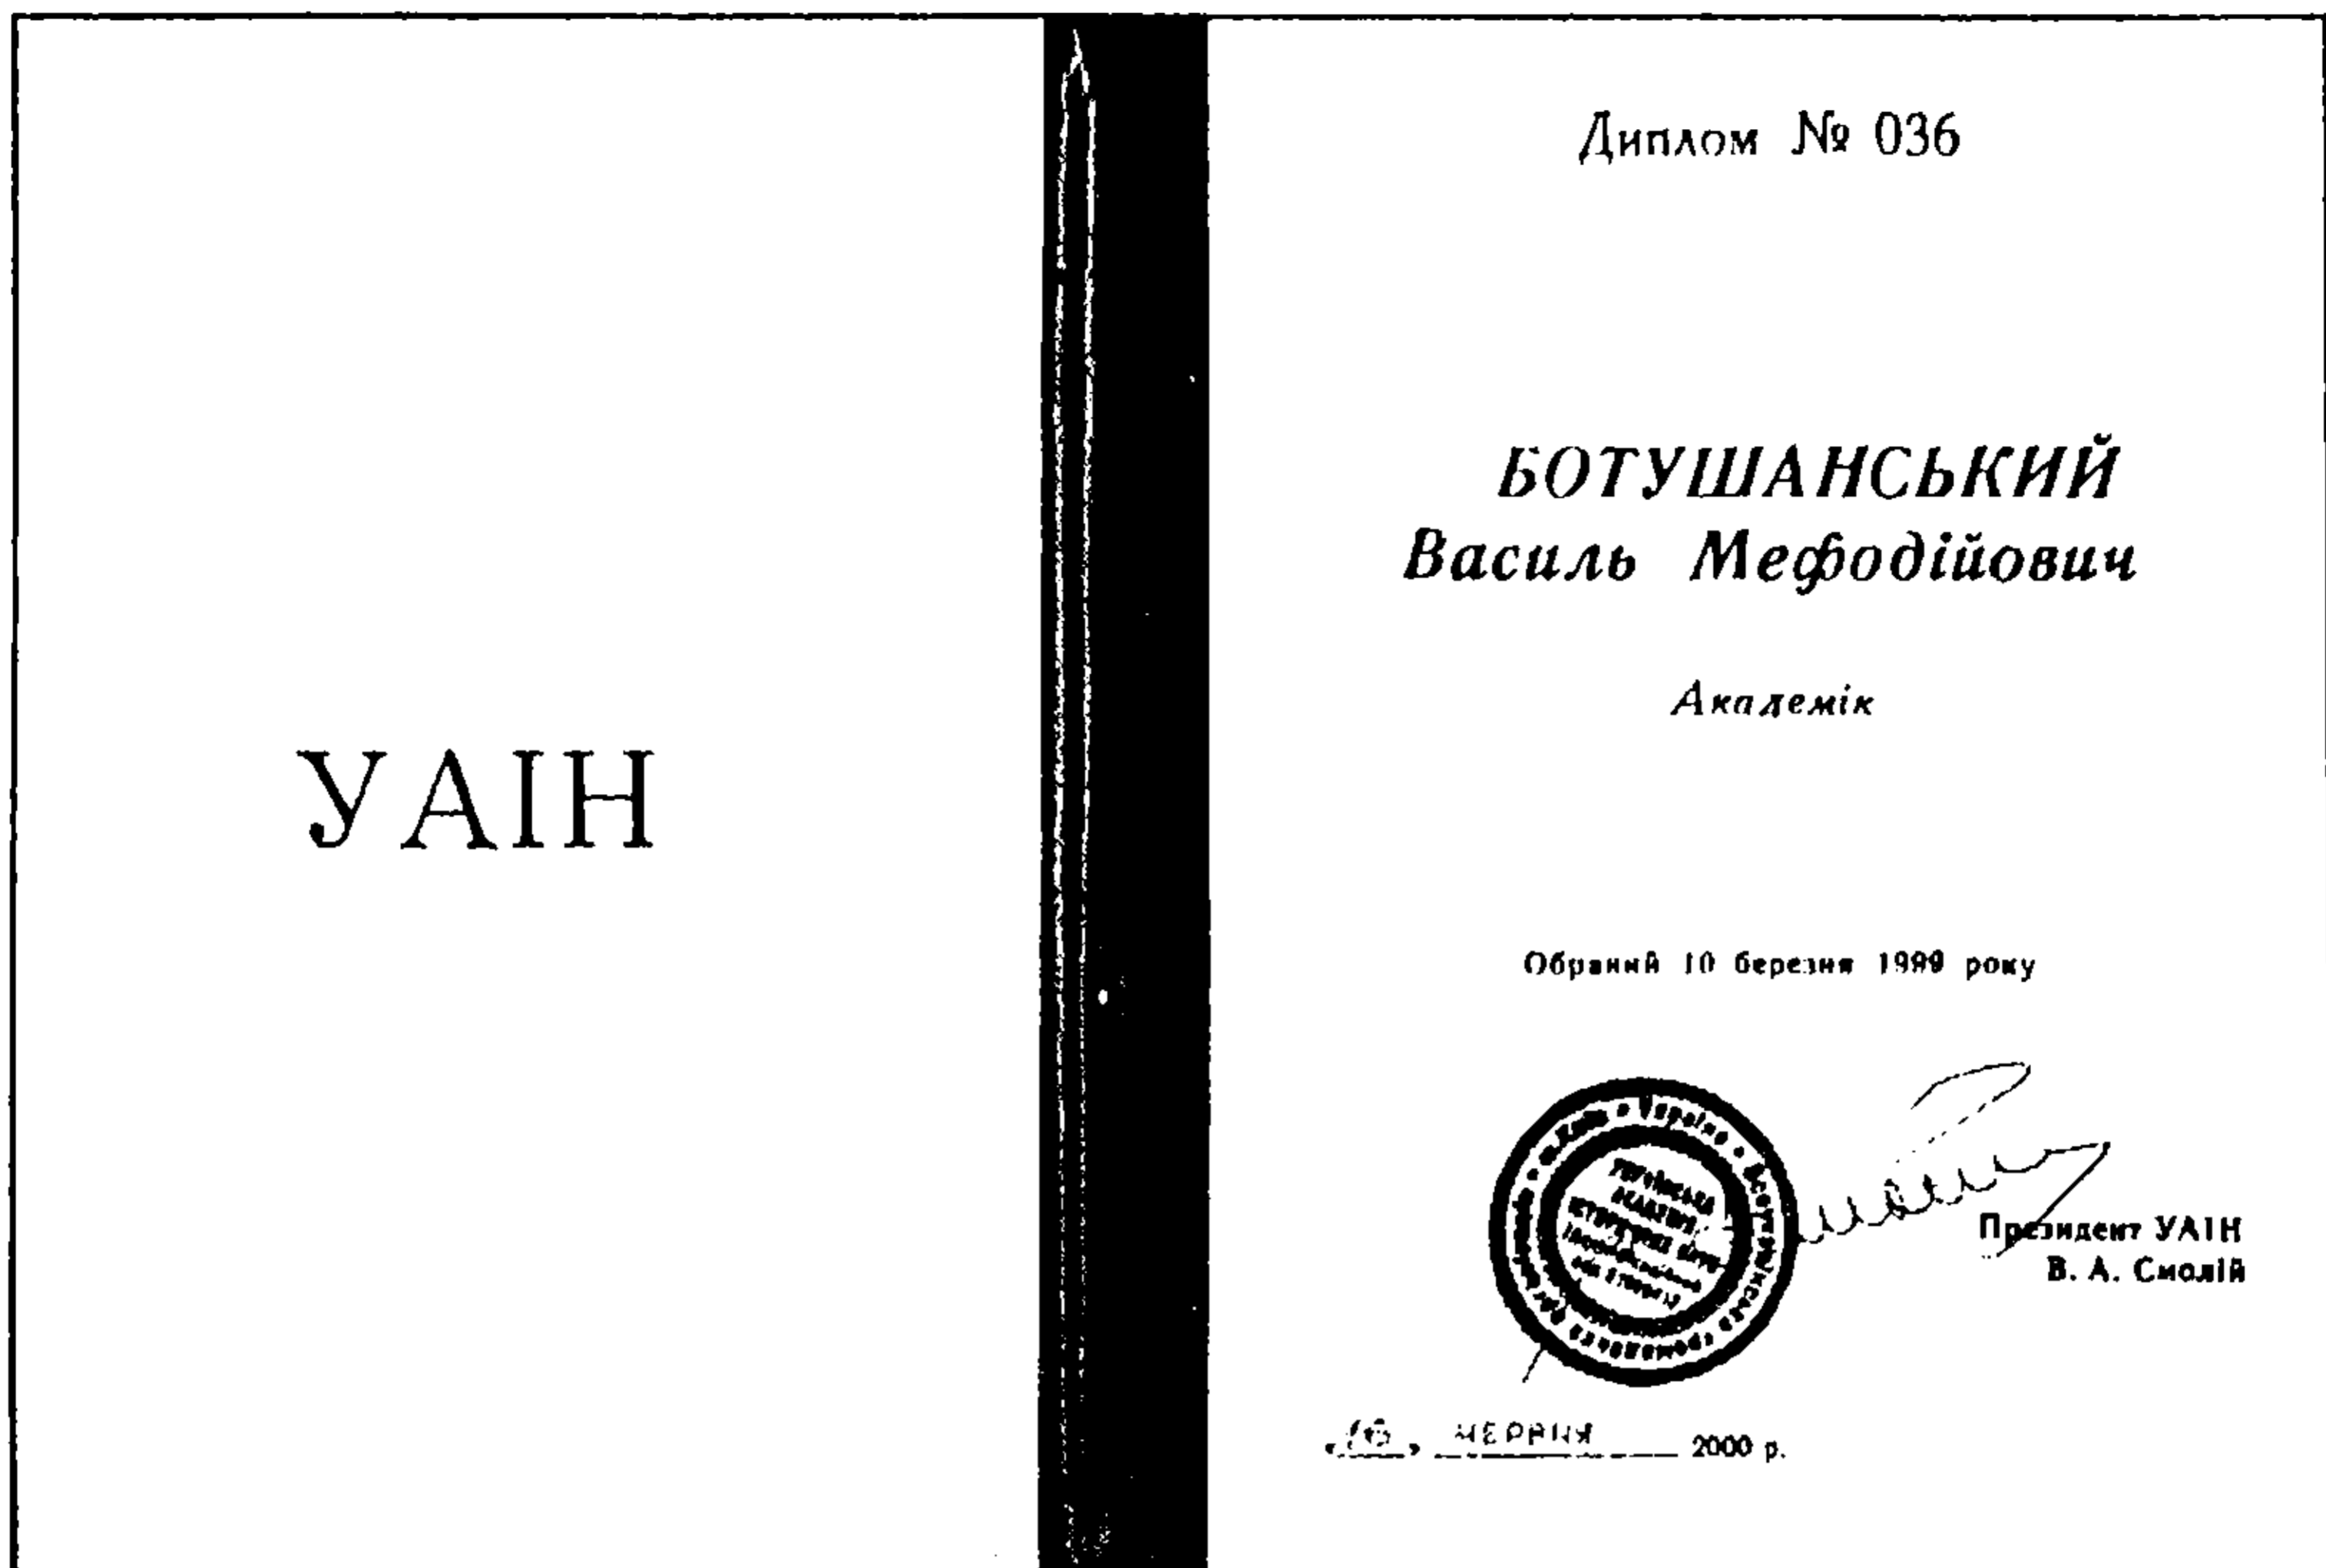 УАІН
Диплом № 036
БОТУШАНСЬКИЙ
Василь Мефодійович
Академік
Обраний 10 березня 1999 року
Президент УАІН
В. А. Смолій
ЧЕРВНЯ 2000 р.